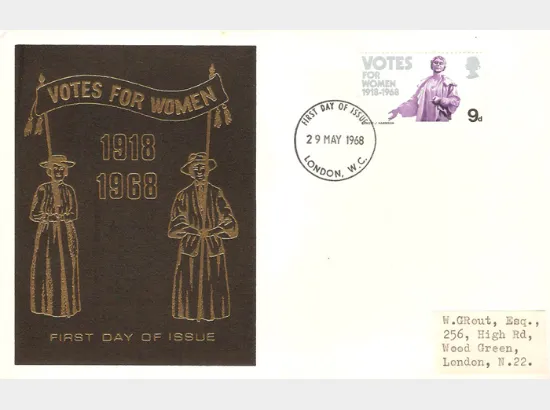 VOTES FOR WOMEN
1918
1968
FIRST DAY OF ISSUE
FIRST DAY OF ISSUE
29 MAY 1968
LONDON, W.C.
VOTES
FOR
WOMEN
1918-1968
9d
W.GRout, Esq.,
256, High Rd,
Wood Green,
London, N.22.